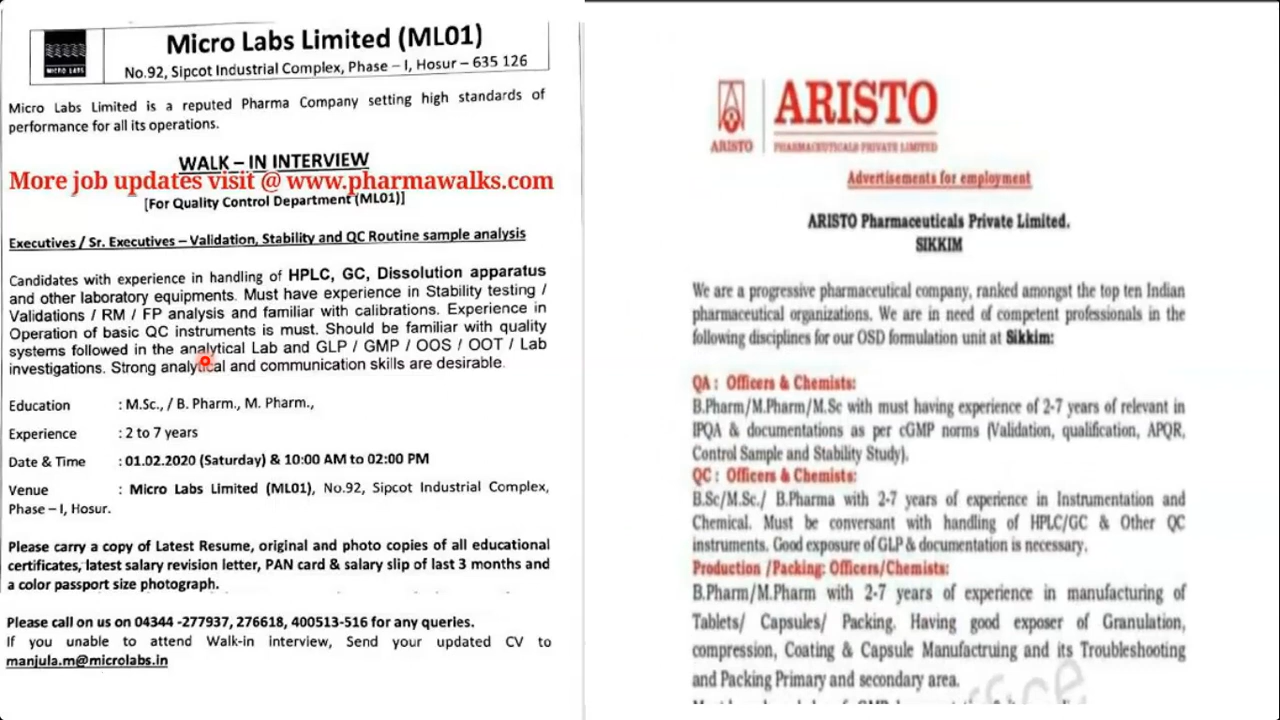 MICRO LABS
Micro Labs Limited (ML01)
No.92, Sipcot Industrial Complex, Phase – I, Hosur – 635 126
Micro Labs Limited is a reputed Pharma Company setting high standards of
performance for all its operations.
WALK – IN INTERVIEW
More job updates visit @ www.pharmawalks.com
[For Quality Control Department (ML01)]
Executives / Sr. Executives – Validation, Stability and QC Routine sample analysis
Candidates with experience in handling of HPLC, GC, Dissolution apparatus
and other laboratory equipments. Must have experience in Stability testing /
Validations / RM / FP analysis and familiar with calibrations. Experience in
Operation of basic QC instruments is must. Should be familiar with quality
systems followed in the analytical Lab and GLP / GMP / OOS / OOT / Lab
investigations. Strong analytical and communication skills are desirable.
Education : M.Sc., / B. Pharm., M. Pharm.,
Experience : 2 to 7 years
Date & Time : 01.02.2020 (Saturday) & 10:00 AM to 02:00 PM
Venue : Micro Labs Limited (ML01), No.92, Sipcot Industrial Complex,
Phase – I, Hosur.
Please carry a copy of Latest Resume, original and photo copies of all educational
certificates, latest salary revision letter, PAN card & salary slip of last 3 months and
a color passport size photograph.
Please call on us on 04344 -277937, 276618, 400513-516 for any queries.
If you unable to attend Walk-in interview, Send your updated CV to
manjula.m@microlabs.in
ARISTO
ARISTO
PHARMACEUTICALS PRIVATE LIMITED
Advertisements for employment
ARISTO Pharmaceuticals Private Limited.
SIKKIM
We are a progressive pharmaceutical company, ranked amongst the top ten Indian
pharmaceutical organizations. We are in need of competent professionals in the
following disciplines for our OSD formulation unit at Sikkim:
QA : Officers & Chemists:
B.Pharm/M.Pharm/M.Sc with must having experience of 2-7 years of relevant in
IPQA & documentations as per cGMP norms (Validation, qualification, APQR,
Control Sample and Stability Study).
QC : Officers & Chemists:
B.Sc/M.Sc./ B.Pharma with 2-7 years of experience in Instrumentation and
Chemical. Must be conversant with handling of HPLC/GC & Other QC
instruments. Good exposure of GLP & documentation is necessary.
Production /Packing: Officers/Chemists:
B.Pharm/M.Pharm with 2-7 years of experience in manufacturing of
Tablets/ Capsules/ Packing. Having good exposer of Granulation,
compression, Coating & Capsule Manufactruing and its Troubleshooting
and Packing Primary and secondary area.